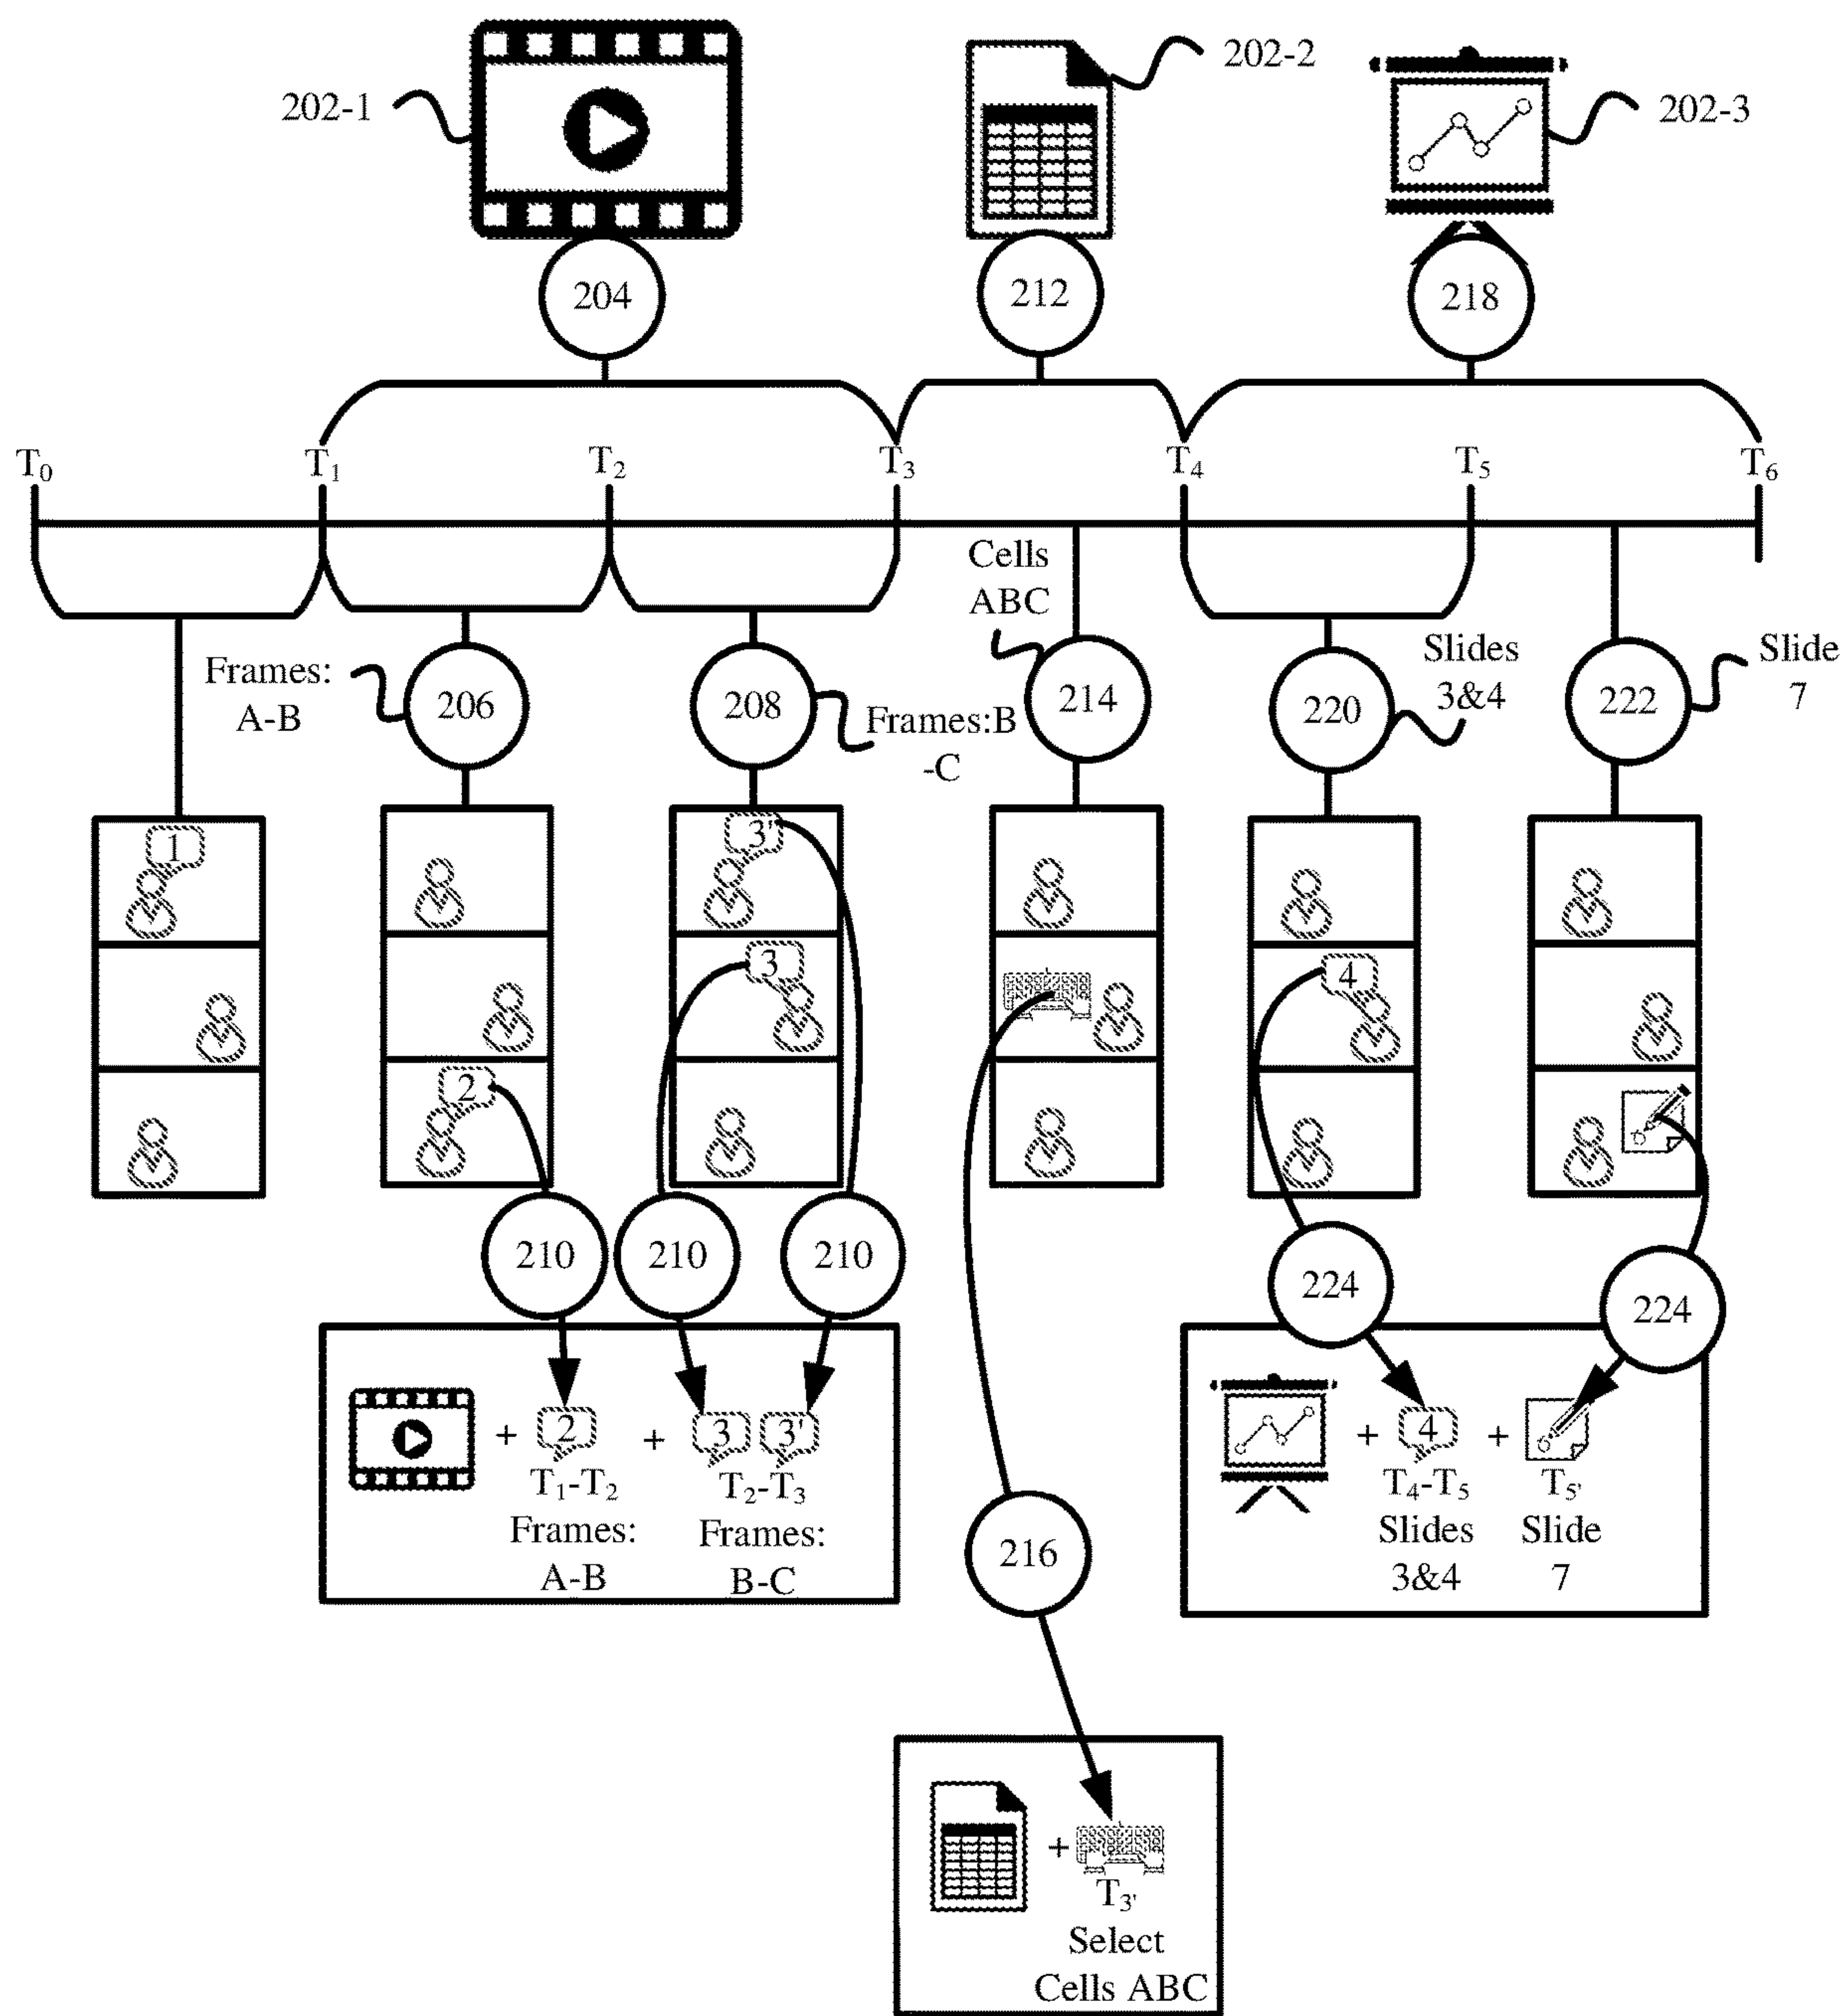 202-1
202-2
202-3
204
212
218
T₀
T₁
T₂
T₃
T₄
T₅
T₆
Cells
ABC
Frames:
A-B
206
208
Frames:B
-C
214
220
Slides
3&4
222
Slide
7
1
3'
3
4
2
210
210
210
224
224
+
2
+
3
3'
T₁-T₂
T₂-T₃
Frames:
A-B
Frames:
B-C
+
4
+
T₄-T₅
T₅'
Slides
3&4
Slide
7
216
+
T₃'
Select
Cells ABC